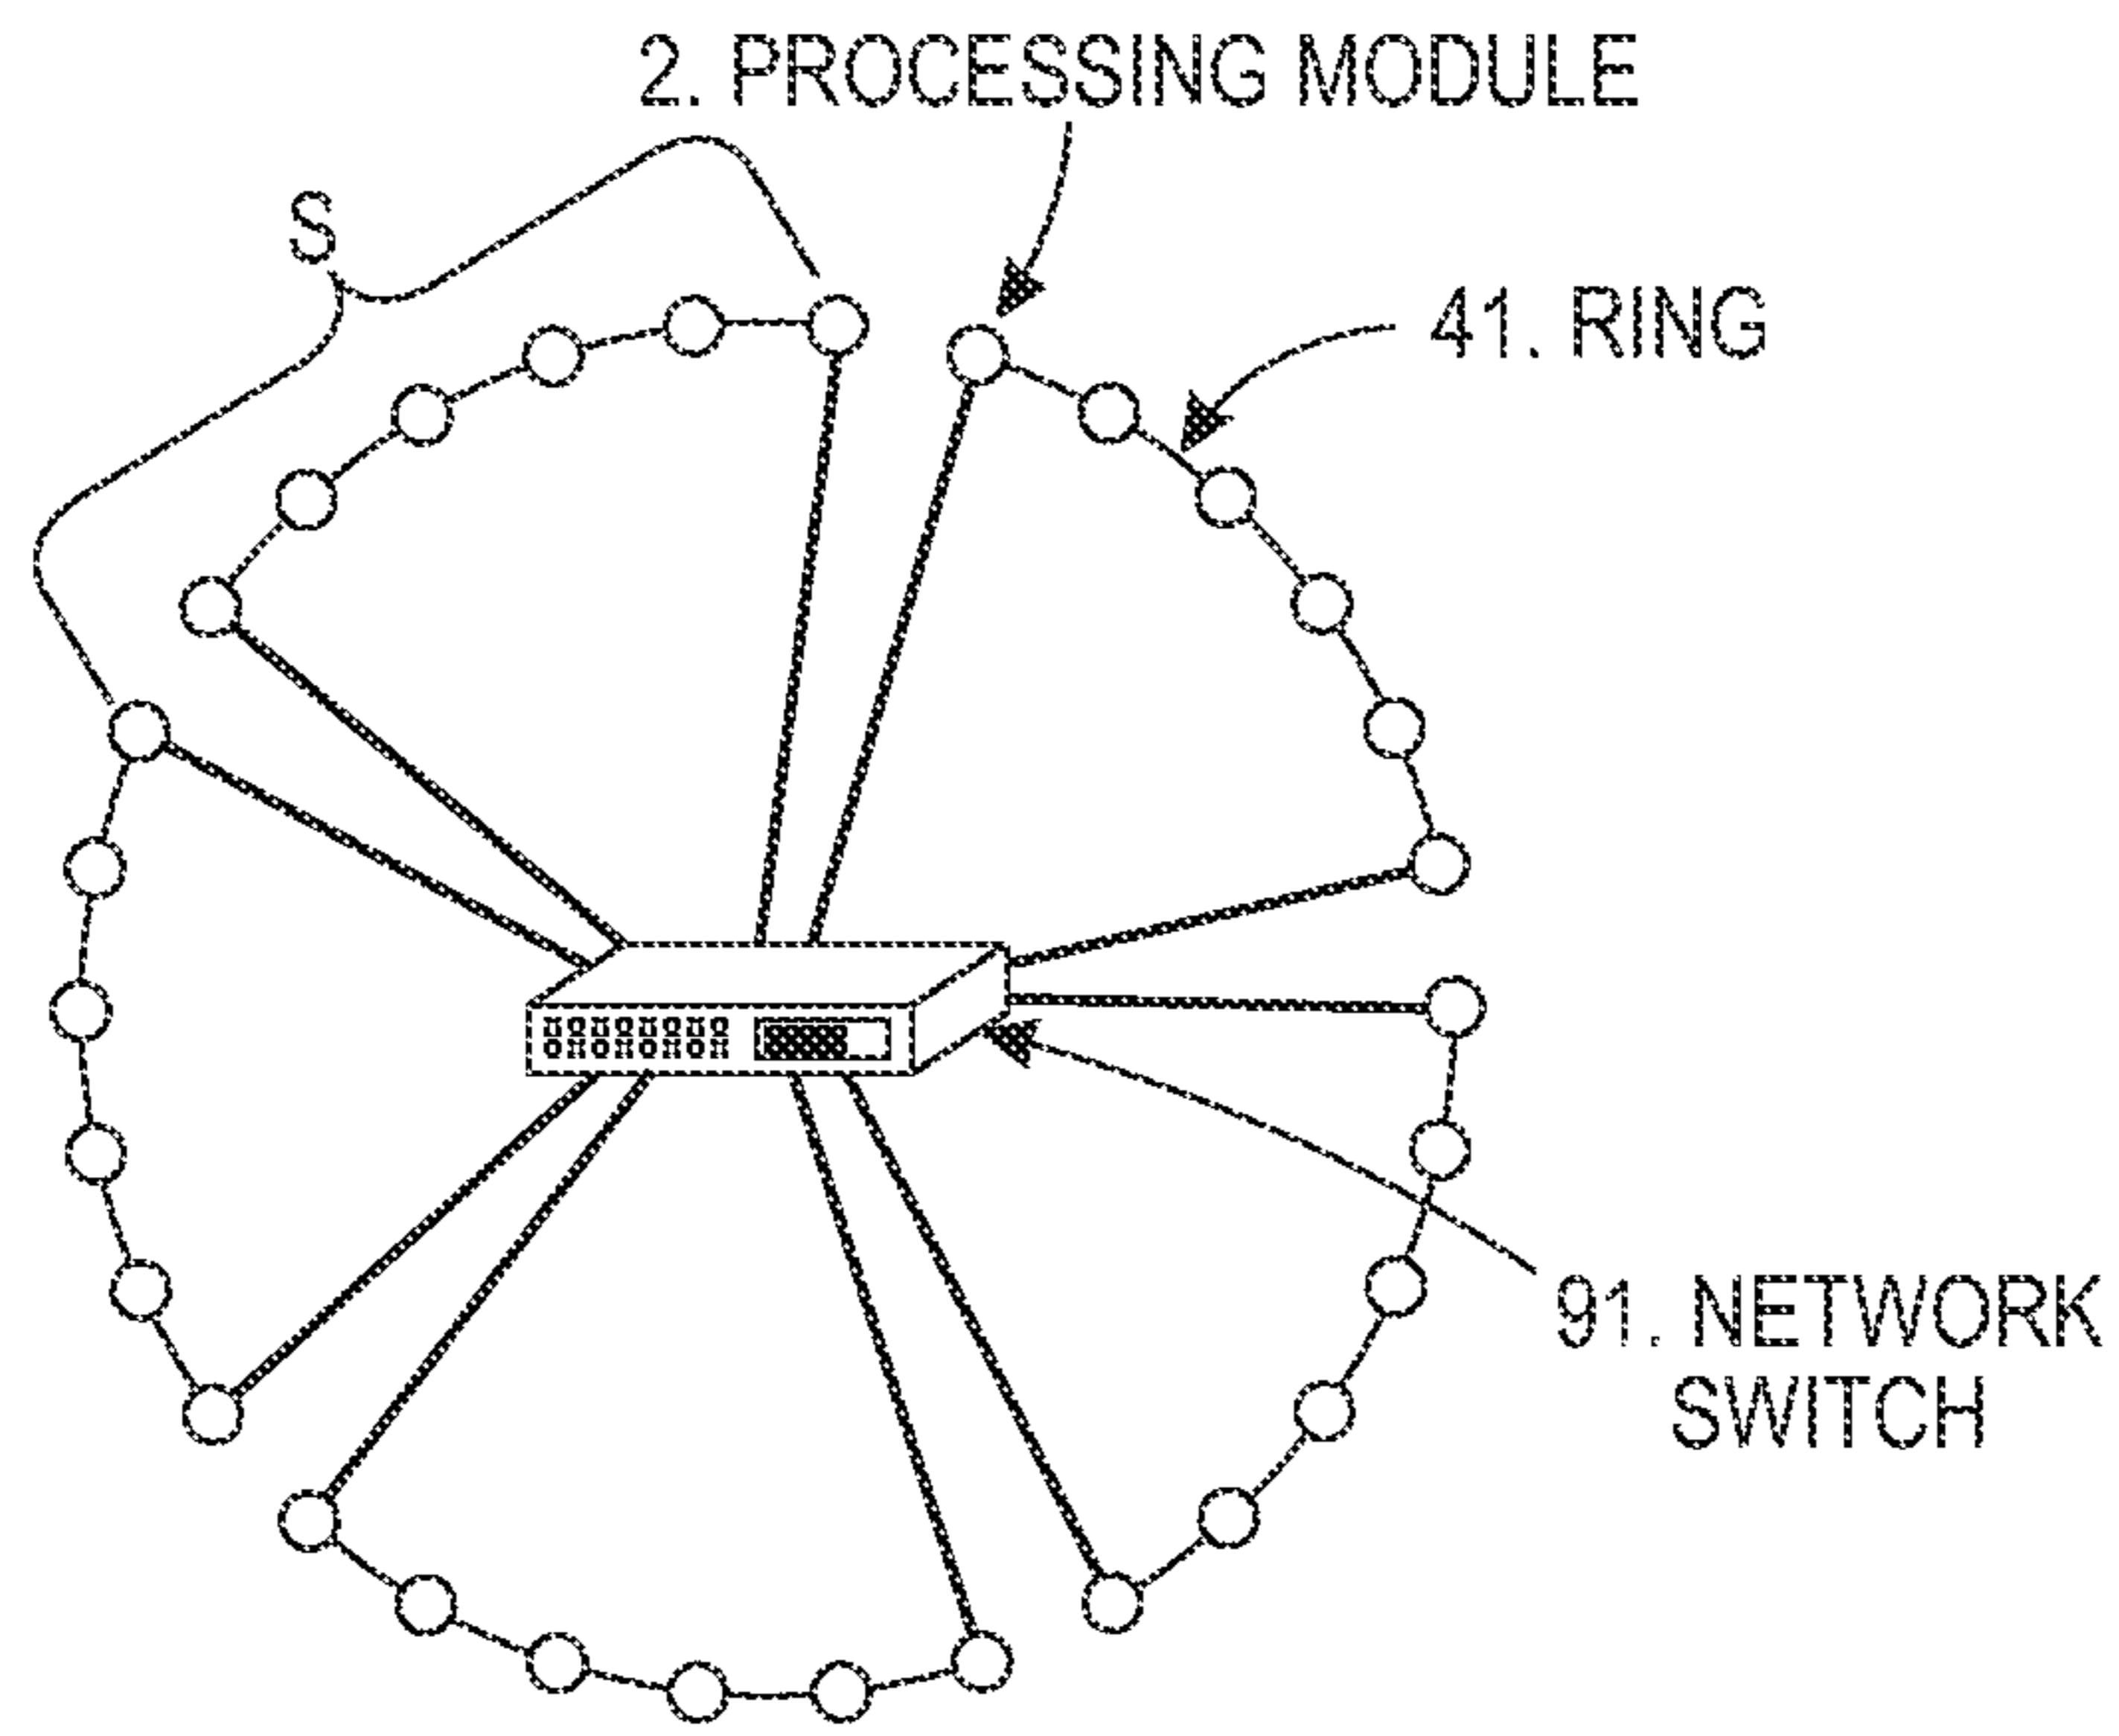 2. PROCESSING MODULE
S
41. RING
91. NETWORK
SWITCH